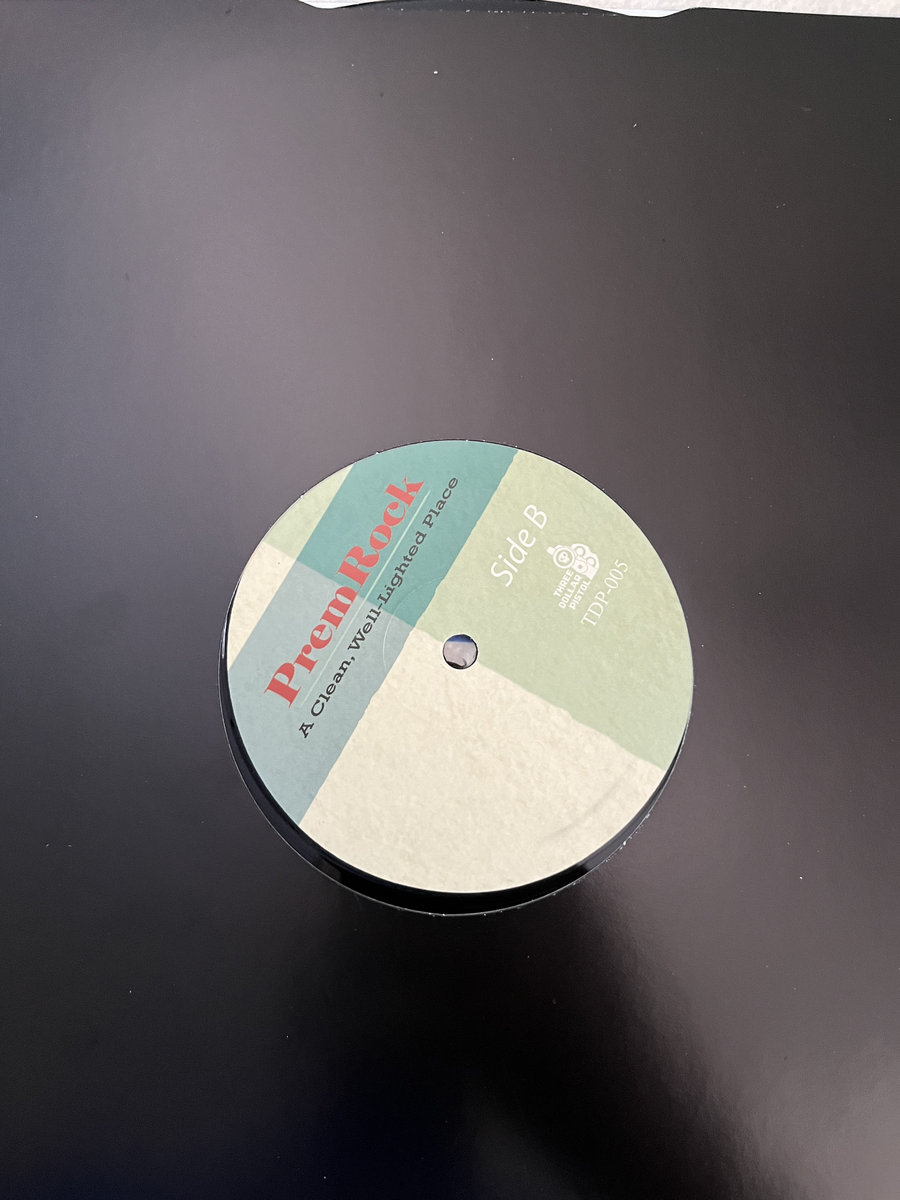 PremRock
A Clean, Well-Lighted Place
Side B
THREE
DOLLAR
PISTOL
TDP-005